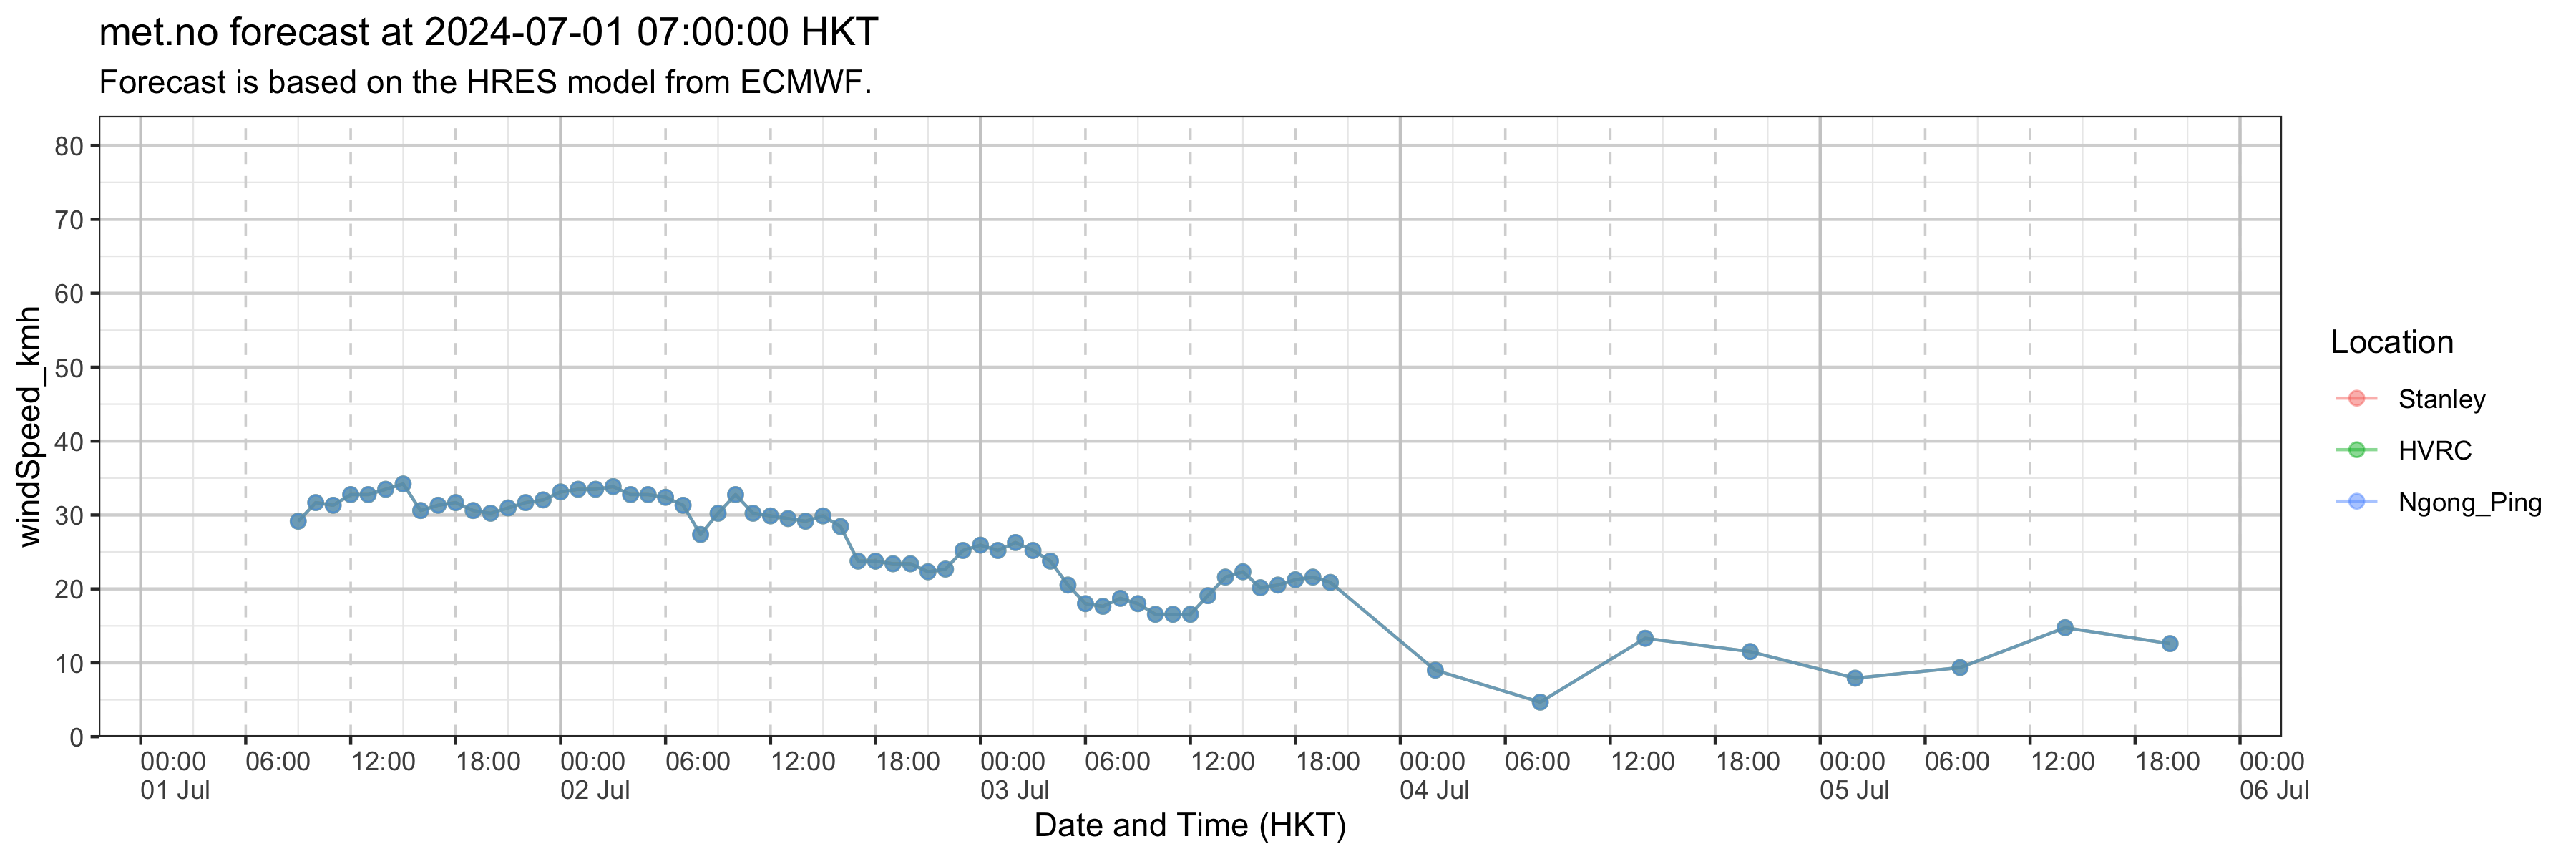 met.no forecast at 2024-07-01 07:00:00 HKT
Forecast is based on the HRES model from ECMWF.
windSpeed_kmh
80
70
60
50
40
30
20
10
0
00:00 06:00 12:00 18:00 00:00 06:00 12:00 18:00 00:00 06:00 12:00 18:00 00:00 06:00 12:00 18:00 00:00 06:00 12:00 18:00 00:00
01 Jul 02 Jul 03 Jul 04 Jul 05 Jul 06 Jul
Date and Time (HKT)
Location
Stanley
HVRC
Ngong_Ping